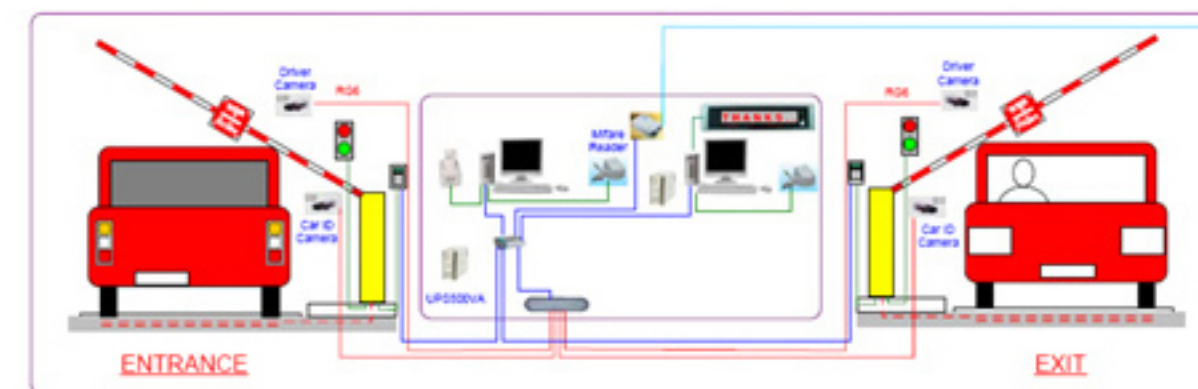 Driver
Camera
RG6
Mifare
Reader
THANKS
RG6
Driver
Camera
Car ID
Camera
Car ID
Camera
UPS500VA
ENTRANCE
EXIT